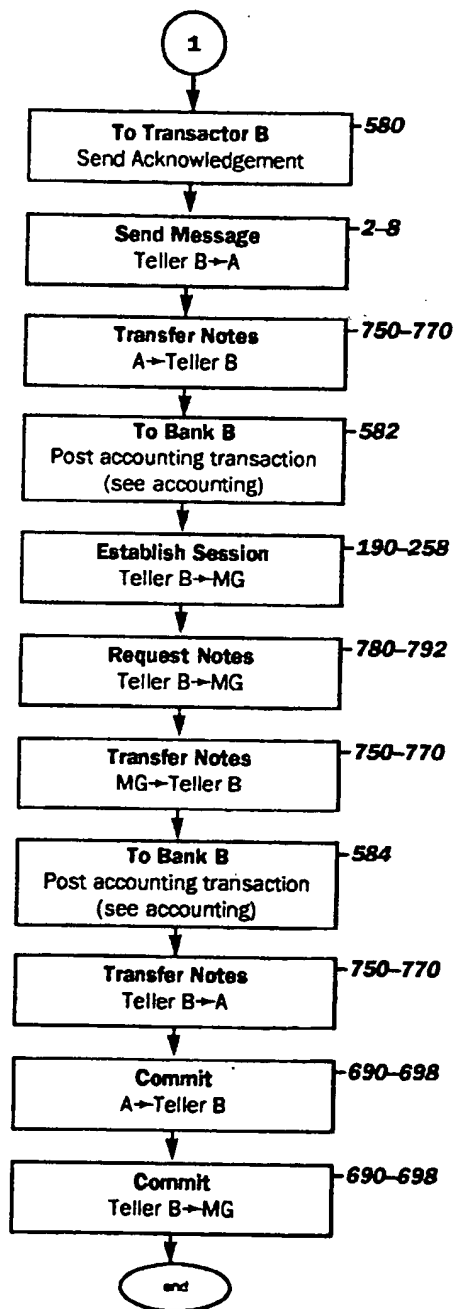 1
To Transactor B
Send Acknowledgement
580
Send Message
Teller B→A
2–8
Transfer Notes
A→Teller B
750–770
To Bank B
Post accounting transaction
(see accounting)
582
Establish Session
Teller B→MG
190–258
Request Notes
Teller B→MG
780–792
Transfer Notes
MG→Teller B
750–770
To Bank B
Post accounting transaction
(see accounting)
584
Transfer Notes
Teller B→A
750–770
Commit
A→Teller B
690–698
Commit
Teller B→MG
690–698
end